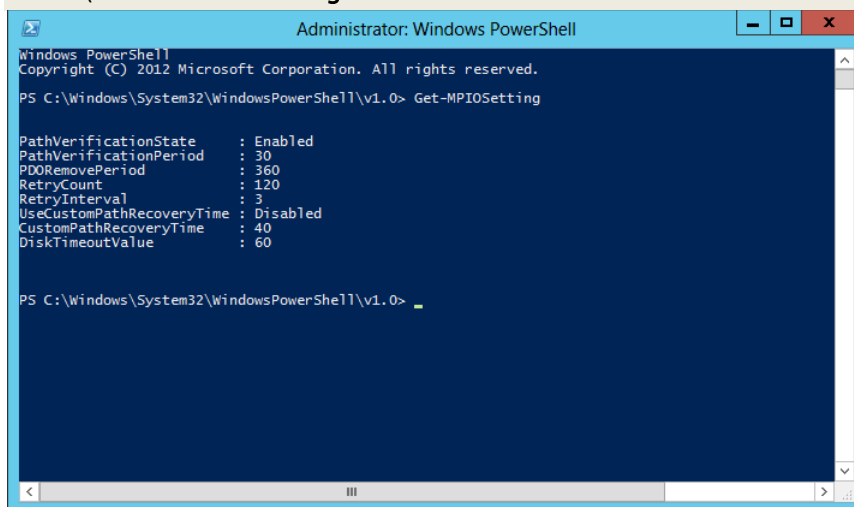 Administrator: Windows PowerShell
Windows PowerShell
Copyright (C) 2012 Microsoft Corporation. All rights reserved.
PS C:\Windows\System32\WindowsPowerShell\v1.0> Get-MPIOSetting
PathVerificationState : Enabled
PathVerificationPeriod : 30
PDORemovePeriod : 360
RetryCount : 120
RetryInterval : 3
UseCustomPathRecoveryTime : Disabled
CustomPathRecoveryTime : 40
DiskTimeoutValue : 60
PS C:\Windows\System32\WindowsPowerShell\v1.0> _